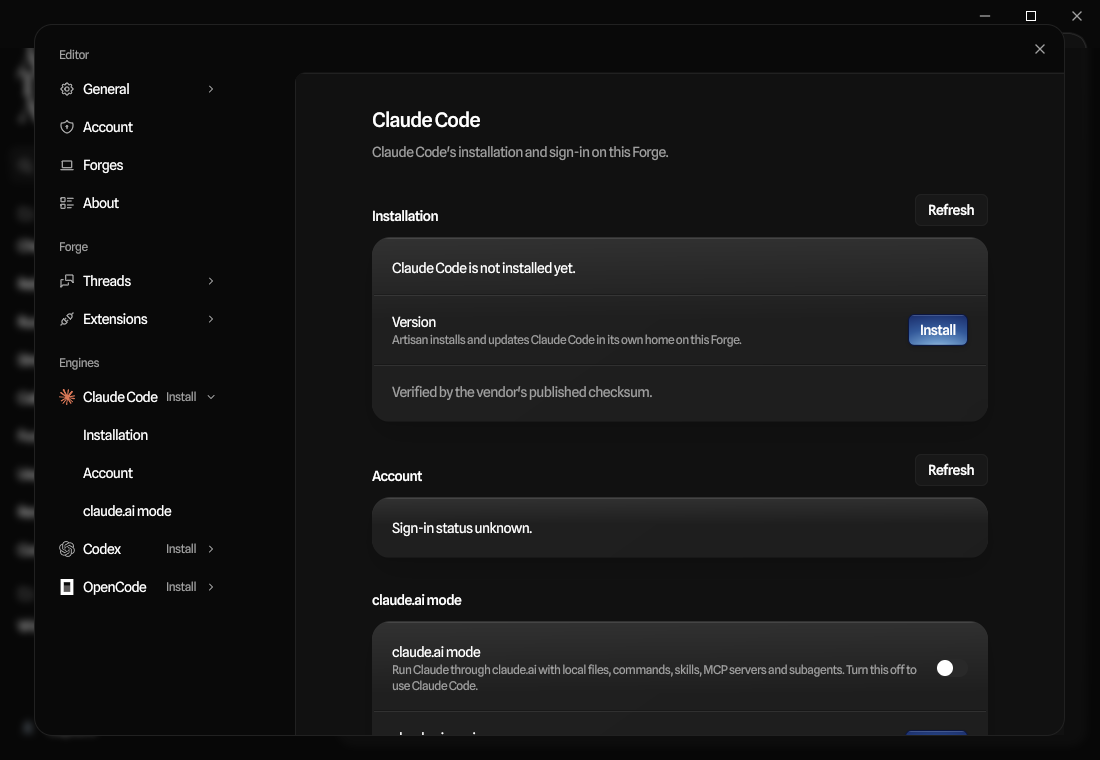 Editor
General
Account
Forges
About
Forge
Threads
Extensions
Engines
Claude Code Install
Installation
Account
claude.ai mode
Codex Install
OpenCode Install
Claude Code
Claude Code's installation and sign-in on this Forge.
Installation
Refresh
Claude Code is not installed yet.
Version
Artisan installs and updates Claude Code in its own home on this Forge.
Install
Verified by the vendor's published checksum.
Account
Refresh
Sign-in status unknown.
claude.ai mode
claude.ai mode
Run Claude through claude.ai with local files, commands, skills, MCP servers and subagents. Turn this off to
use Claude Code.